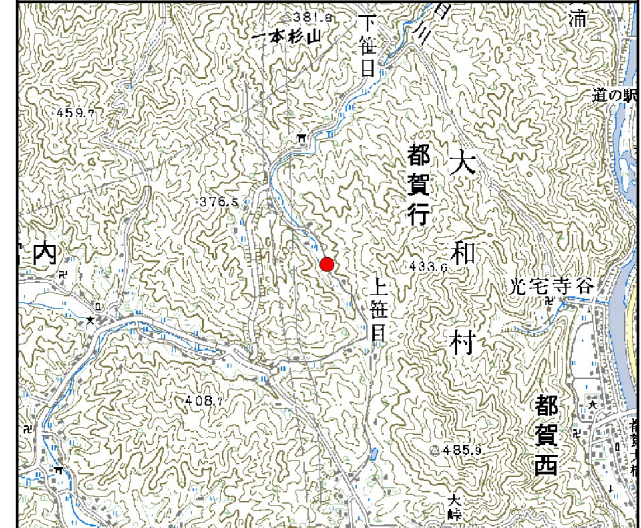 381.8
一本杉山
下笹目
川
浦
道の駅
459.7
都賀行
大和村
376.5
内
433.6
上笹目
光宅寺谷
408.7
都賀西
485.9
大峠